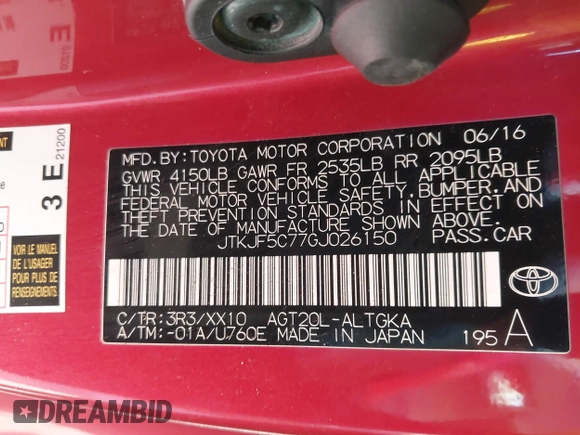 MFD.BY:TOYOTA MOTOR CORPORATION 06/16
GVWR 4150LB GAWR FR 2535LB RR 2095LB
THIS VEHICLE CONFORMS TO ALL APPLICABLE
FEDERAL MOTOR VEHICLE SAFETY, BUMPER, AND
THEFT PREVENTION STANDARDS IN EFFECT ON
THE DATE OF MANUFACTURE SHOWN ABOVE.
JTKJF5C77GJ026150 PASS.CAR
C/TR: 3R3/XX10 AGT20L-ALTGKA
A/TM:-01A/U760E MADE IN JAPAN
195 A
TOYOTA
3 E
21200
MANUEL
DE L'USAGER
POUR PLUS DE
RENSEIGNEMENTS
DREAMBID